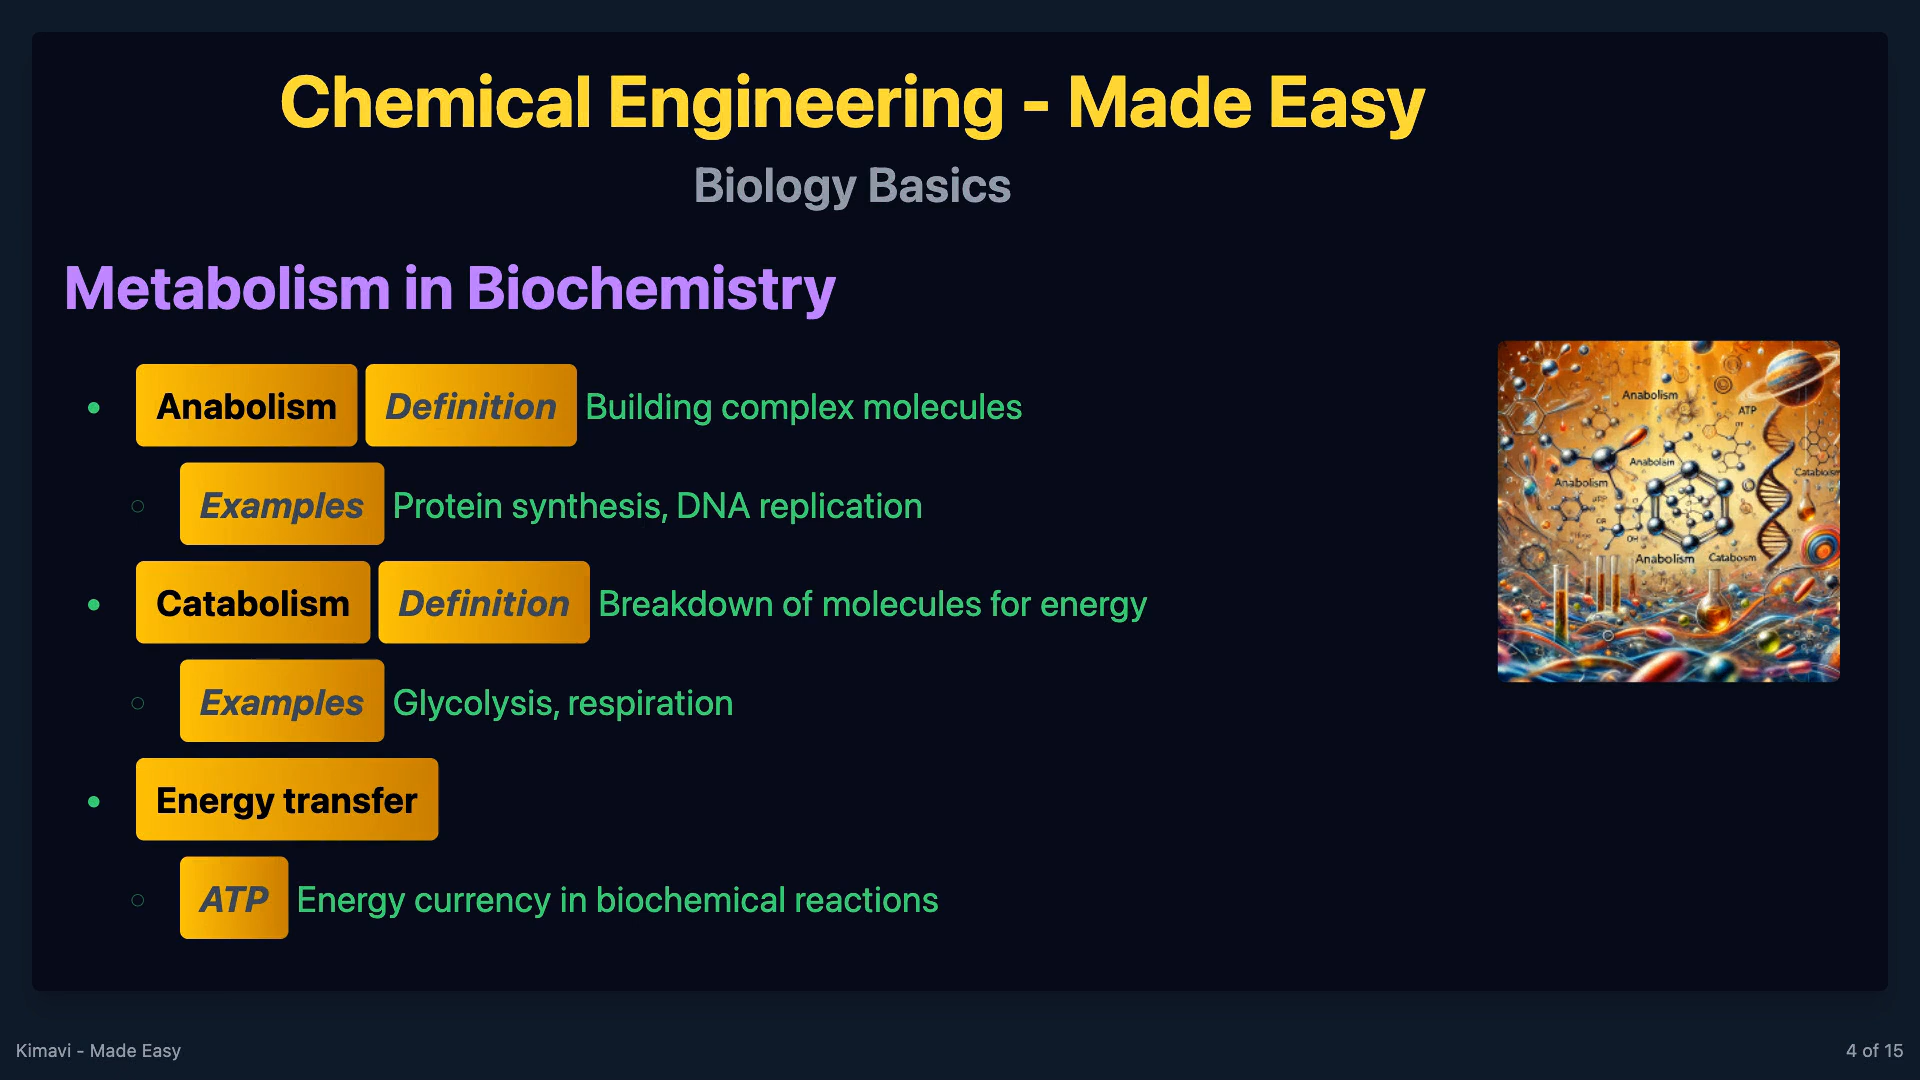 Chemical Engineering - Made Easy
Biology Basics
Metabolism in Biochemistry
Anabolism Definition Building complex molecules
Examples Protein synthesis, DNA replication
Catabolism Definition Breakdown of molecules for energy
Examples Glycolysis, respiration
Energy transfer
ATP Energy currency in biochemical reactions
Anabolism
ATP
Anabolism
Catabiosm
Anabolism
OH
Anabolism Catabosm
Kimavi - Made Easy
4 of 15